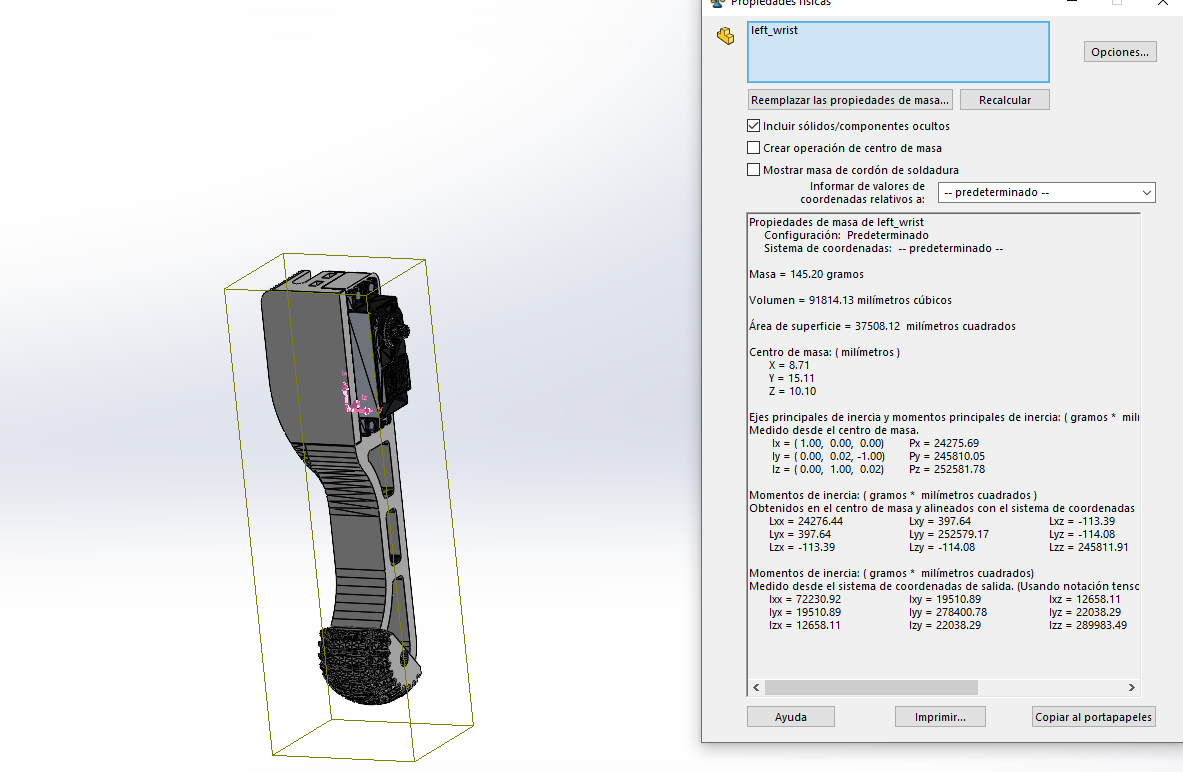 Propiedades físicas
left_wrist
Opciones...
Reemplazar las propiedades de masa...
Recalcular
Incluir sólidos/componentes ocultos
Crear operación de centro de masa
Mostrar masa de cordón de soldadura
Informar de valores de
coordenadas relativos a:
-- predeterminado --
Propiedades de masa de left_wrist
Configuración: Predeterminado
Sistema de coordenadas: -- predeterminado --
Masa = 145.20 gramos
Volumen = 91814.13 milímetros cúbicos
Área de superficie = 37508.12 milímetros cuadrados
Centro de masa: ( milímetros )
X = 8.71
Y = 15.11
Z = 10.10
Ejes principales de inercia y momentos principales de inercia: ( gramos * milí
Medido desde el centro de masa.
Ix = ( 1.00, 0.00, 0.00) Px = 24275.69
Iy = ( 0.00, 0.02, -1.00) Py = 245810.05
Iz = ( 0.00, 1.00, 0.02) Pz = 252581.78
Momentos de inercia: ( gramos * milímetros cuadrados )
Obtenidos en el centro de masa y alineados con el sistema de coordenadas
Lxx = 24276.44 Lxy = 397.64 Lxz = -113.39
Lyx = 397.64 Lyy = 252579.17 Lyz = -114.08
Lzx = -113.39 Lzy = -114.08 Lzz = 245811.91
Momentos de inercia: ( gramos * milímetros cuadrados)
Medido desde el sistema de coordenadas de salida. (Usando notación tenso
Ixx = 72230.92 Ixy = 19510.89 Ixz = 12658.11
Iyx = 19510.89 Iyy = 278400.78 Iyz = 22038.29
Izx = 12658.11 Izy = 22038.29 Izz = 289983.49
Ayuda
Imprimir...
Copiar al portapapeles